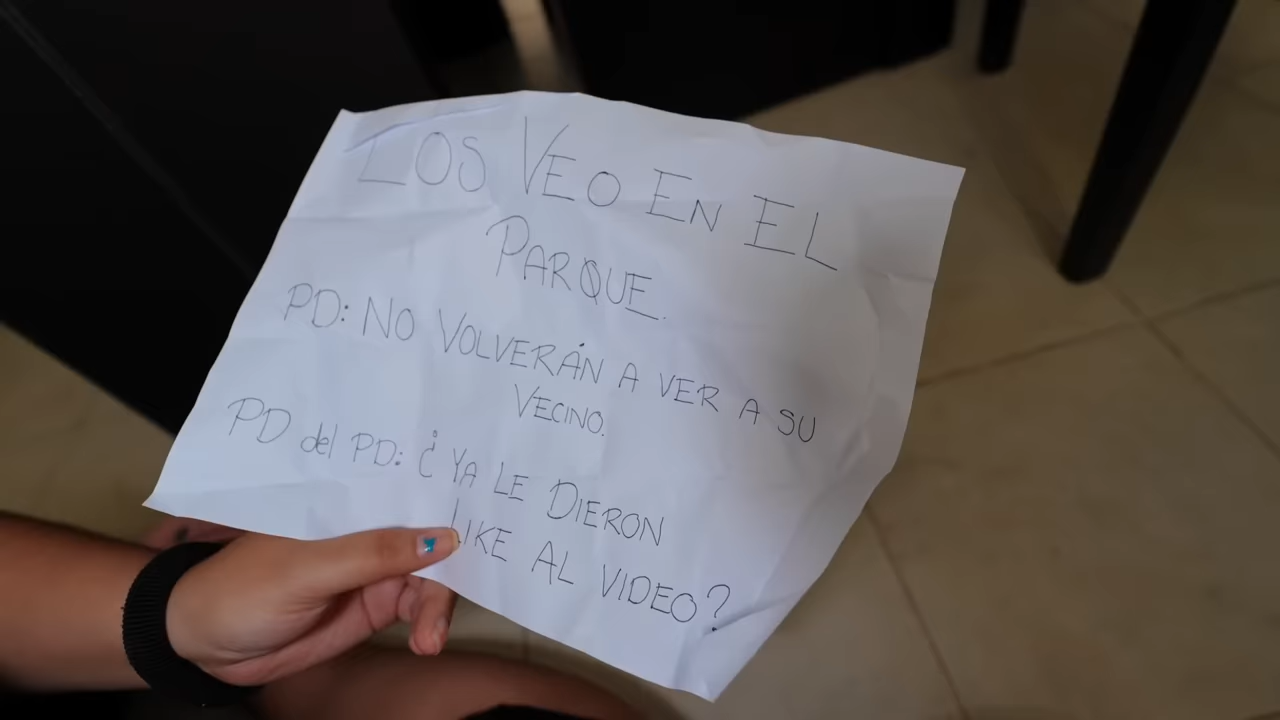 LOS VEO EN EL
PARQUE.
PD: NO VOLVERÁN A VER A SU
VECINO.
PD del PD: ¿YA LE DIERON
LIKE AL VIDEO?